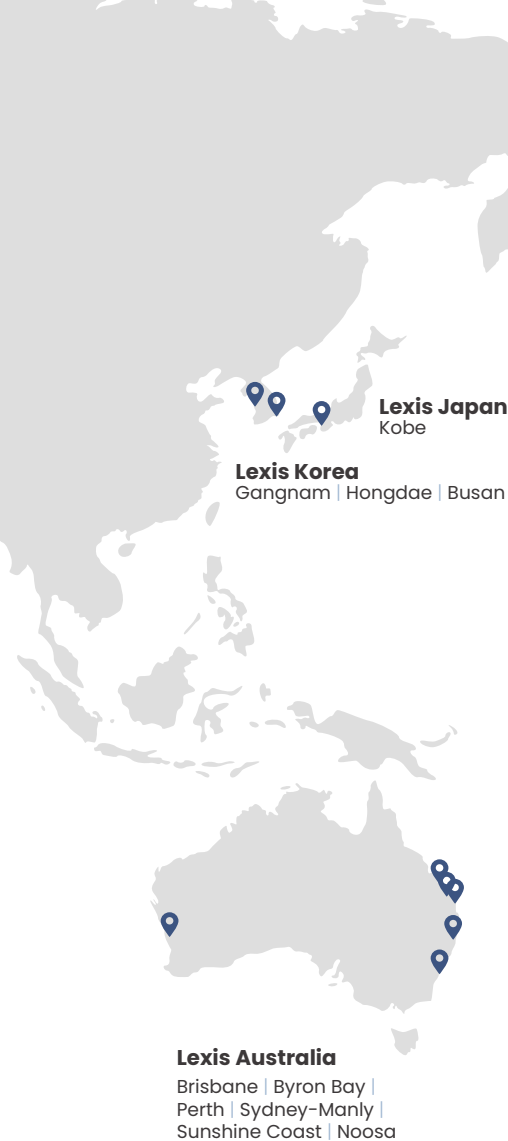 Lexis Japan
Kobe
Lexis Korea
Gangnam | Hongdae | Busan
Lexis Australia
Brisbane | Byron Bay |
Perth | Sydney-Manly |
Sunshine Coast | Noosa